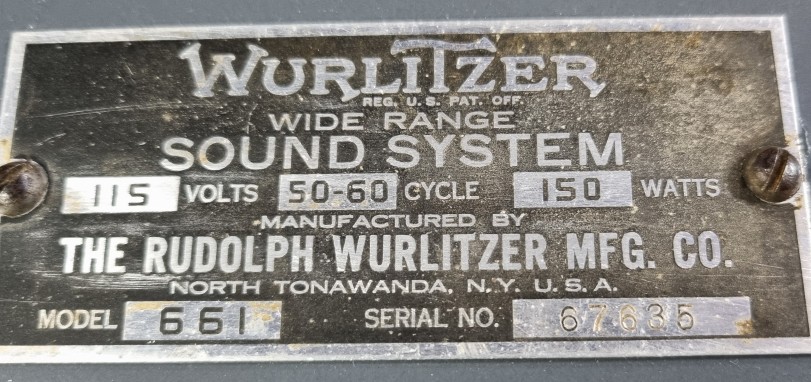 WURLITZER
REG. U. S. PAT. OFF.
WIDE RANGE
SOUND SYSTEM
115 VOLTS 50-60 CYCLE 150 WATTS
MANUFACTURED BY
THE RUDOLPH WURLITZER MFG. CO.
NORTH TONAWANDA, N.Y. U. S. A.
MODEL 661 SERIAL NO. 67635